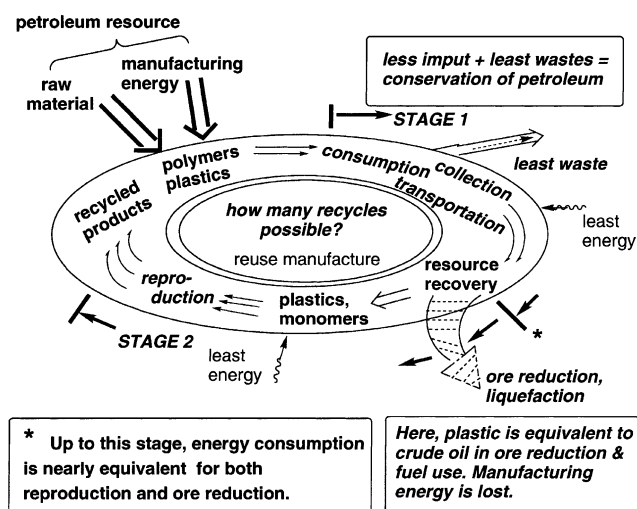 petroleum resource
raw
material
manufacturing
energy
less imput + least wastes =
conservation of petroleum
STAGE 1
polymers
plastics
consumption
collection
transportation
least waste
recycled
products
how many recycles
possible?
reuse manufacture
least
energy
resource
recovery
repro-
duction
plastics,
monomers
STAGE 2
least
energy
*
ore reduction,
liquefaction
* Up to this stage, energy consumption
is nearly equivalent for both
reproduction and ore reduction.
Here, plastic is equivalent to
crude oil in ore reduction &
fuel use. Manufacturing
energy is lost.